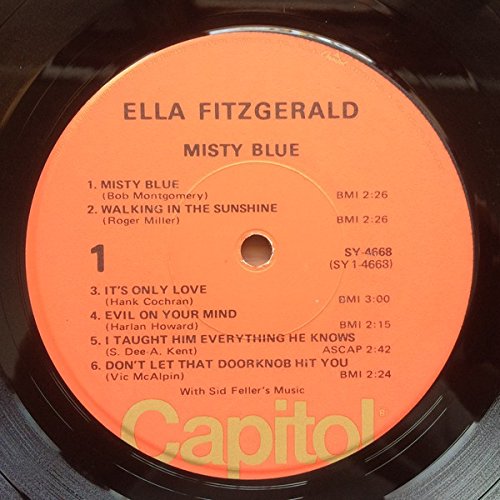 ELLA FITZGERALD
MISTY BLUE
1. MISTY BLUE
(Bob Montgomery) BMI 2:26
2. WALKING IN THE SUNSHINE
(Roger Miller) BMI 2:26
1
SY-4668
(SY1-4668)
3. IT'S ONLY LOVE
(Hank Cochran) BMI 3:00
4. EVIL ON YOUR MIND
(Harlan Howard) BMI 2:15
5. I TAUGHT HIM EVERYTHING HE KNOWS
(S. Dee-A. Kent) ASCAP 2:42
6. DON'T LET THAT DOORKNOB HIT YOU
(Vic McAlpin) BMI 2:24
With Sid Feller's Music
Capitol®